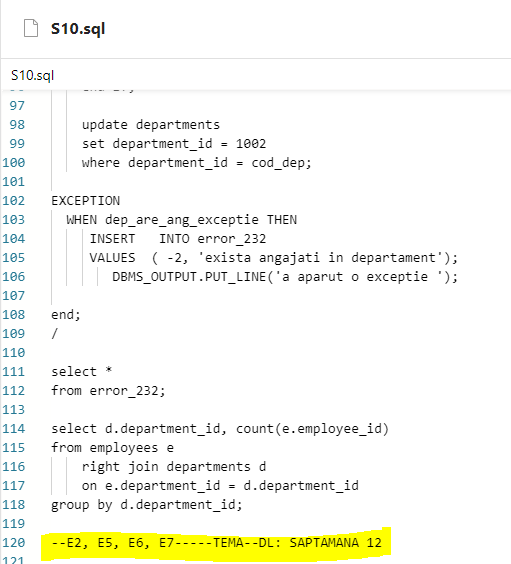 S10.sql
S10.sql
97
98 update departments
99 set department_id = 1002
100 where department_id = cod_dep;
101
102 EXCEPTION
103 WHEN dep_are_ang_exceptie THEN
104 INSERT   INTO error_232
105 VALUES  ( -2, 'exista angajati in departament');
106 DBMS_OUTPUT.PUT_LINE('a aparut o exceptie ');
107
108 end;
109 /
110
111 select *
112 from error_232;
113
114 select d.department_id, count(e.employee_id)
115 from employees e
116 right join departments d
117 on e.department_id = d.department_id
118 group by d.department_id;
119
120 --E2, E5, E6, E7-----TEMA--DL: SAPTAMANA 12
121